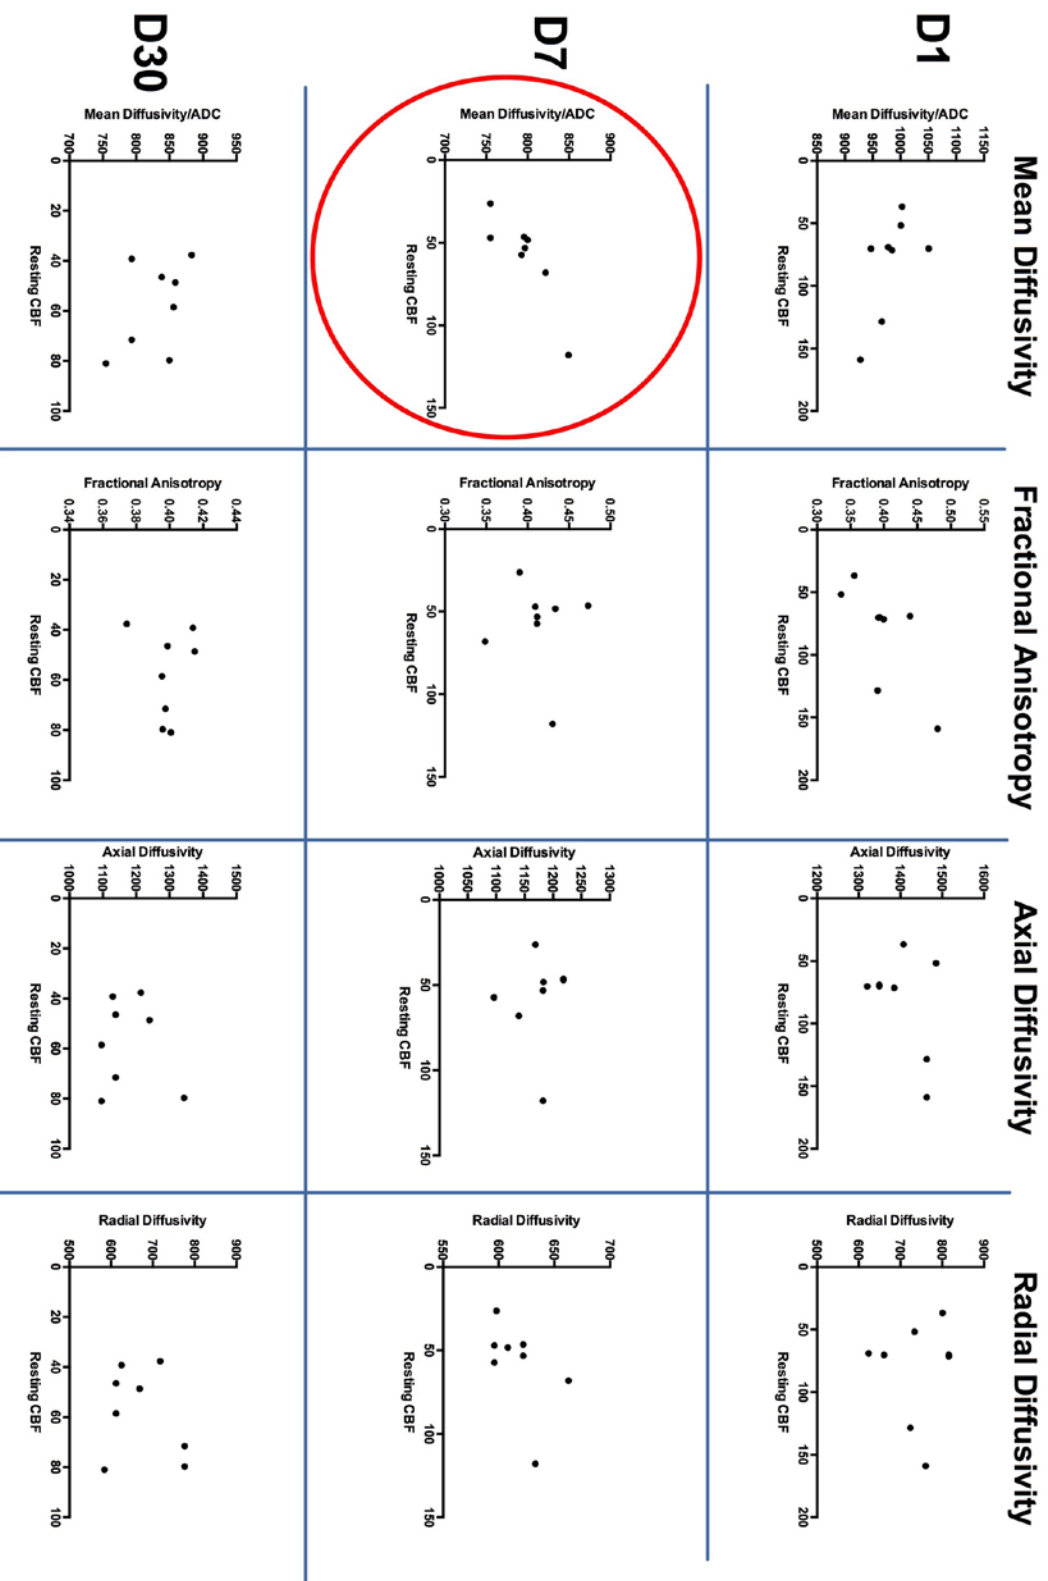 Mean Diffusivity
Fractional Anisotropy
Axial Diffusivity
Radial Diffusivity
D1
Mean Diffusivity/ADC
1150
1100
1050
1000
950
900
850
0 50 100 150 200
Resting CBF
Fractional Anisotropy
0.55
0.50
0.45
0.40
0.35
0.30
0 50 100 150 200
Resting CBF
Axial Diffusivity
1600
1500
1400
1300
1200
0 50 100 150 200
Resting CBF
Radial Diffusivity
900
800
700
600
500
0 50 100 150 200
Resting CBF
D7
Mean Diffusivity/ADC
900
850
800
750
700
0 50 100 150
Resting CBF
Fractional Anisotropy
0.50
0.45
0.40
0.35
0.30
0 50 100 150
Resting CBF
Axial Diffusivity
1300
1250
1200
1150
1100
1050
1000
0 50 100 150
Resting CBF
Radial Diffusivity
700
650
600
550
0 50 100 150
Resting CBF
D30
Mean Diffusivity/ADC
950
900
850
800
750
700
0 20 40 60 80 100
Resting CBF
Fractional Anisotropy
0.44
0.42
0.40
0.38
0.36
0.34
0 20 40 60 80 100
Resting CBF
Axial Diffusivity
1500
1400
1300
1200
1100
1000
0 20 40 60 80 100
Resting CBF
Radial Diffusivity
900
800
700
600
500
0 20 40 60 80 100
Resting CBF